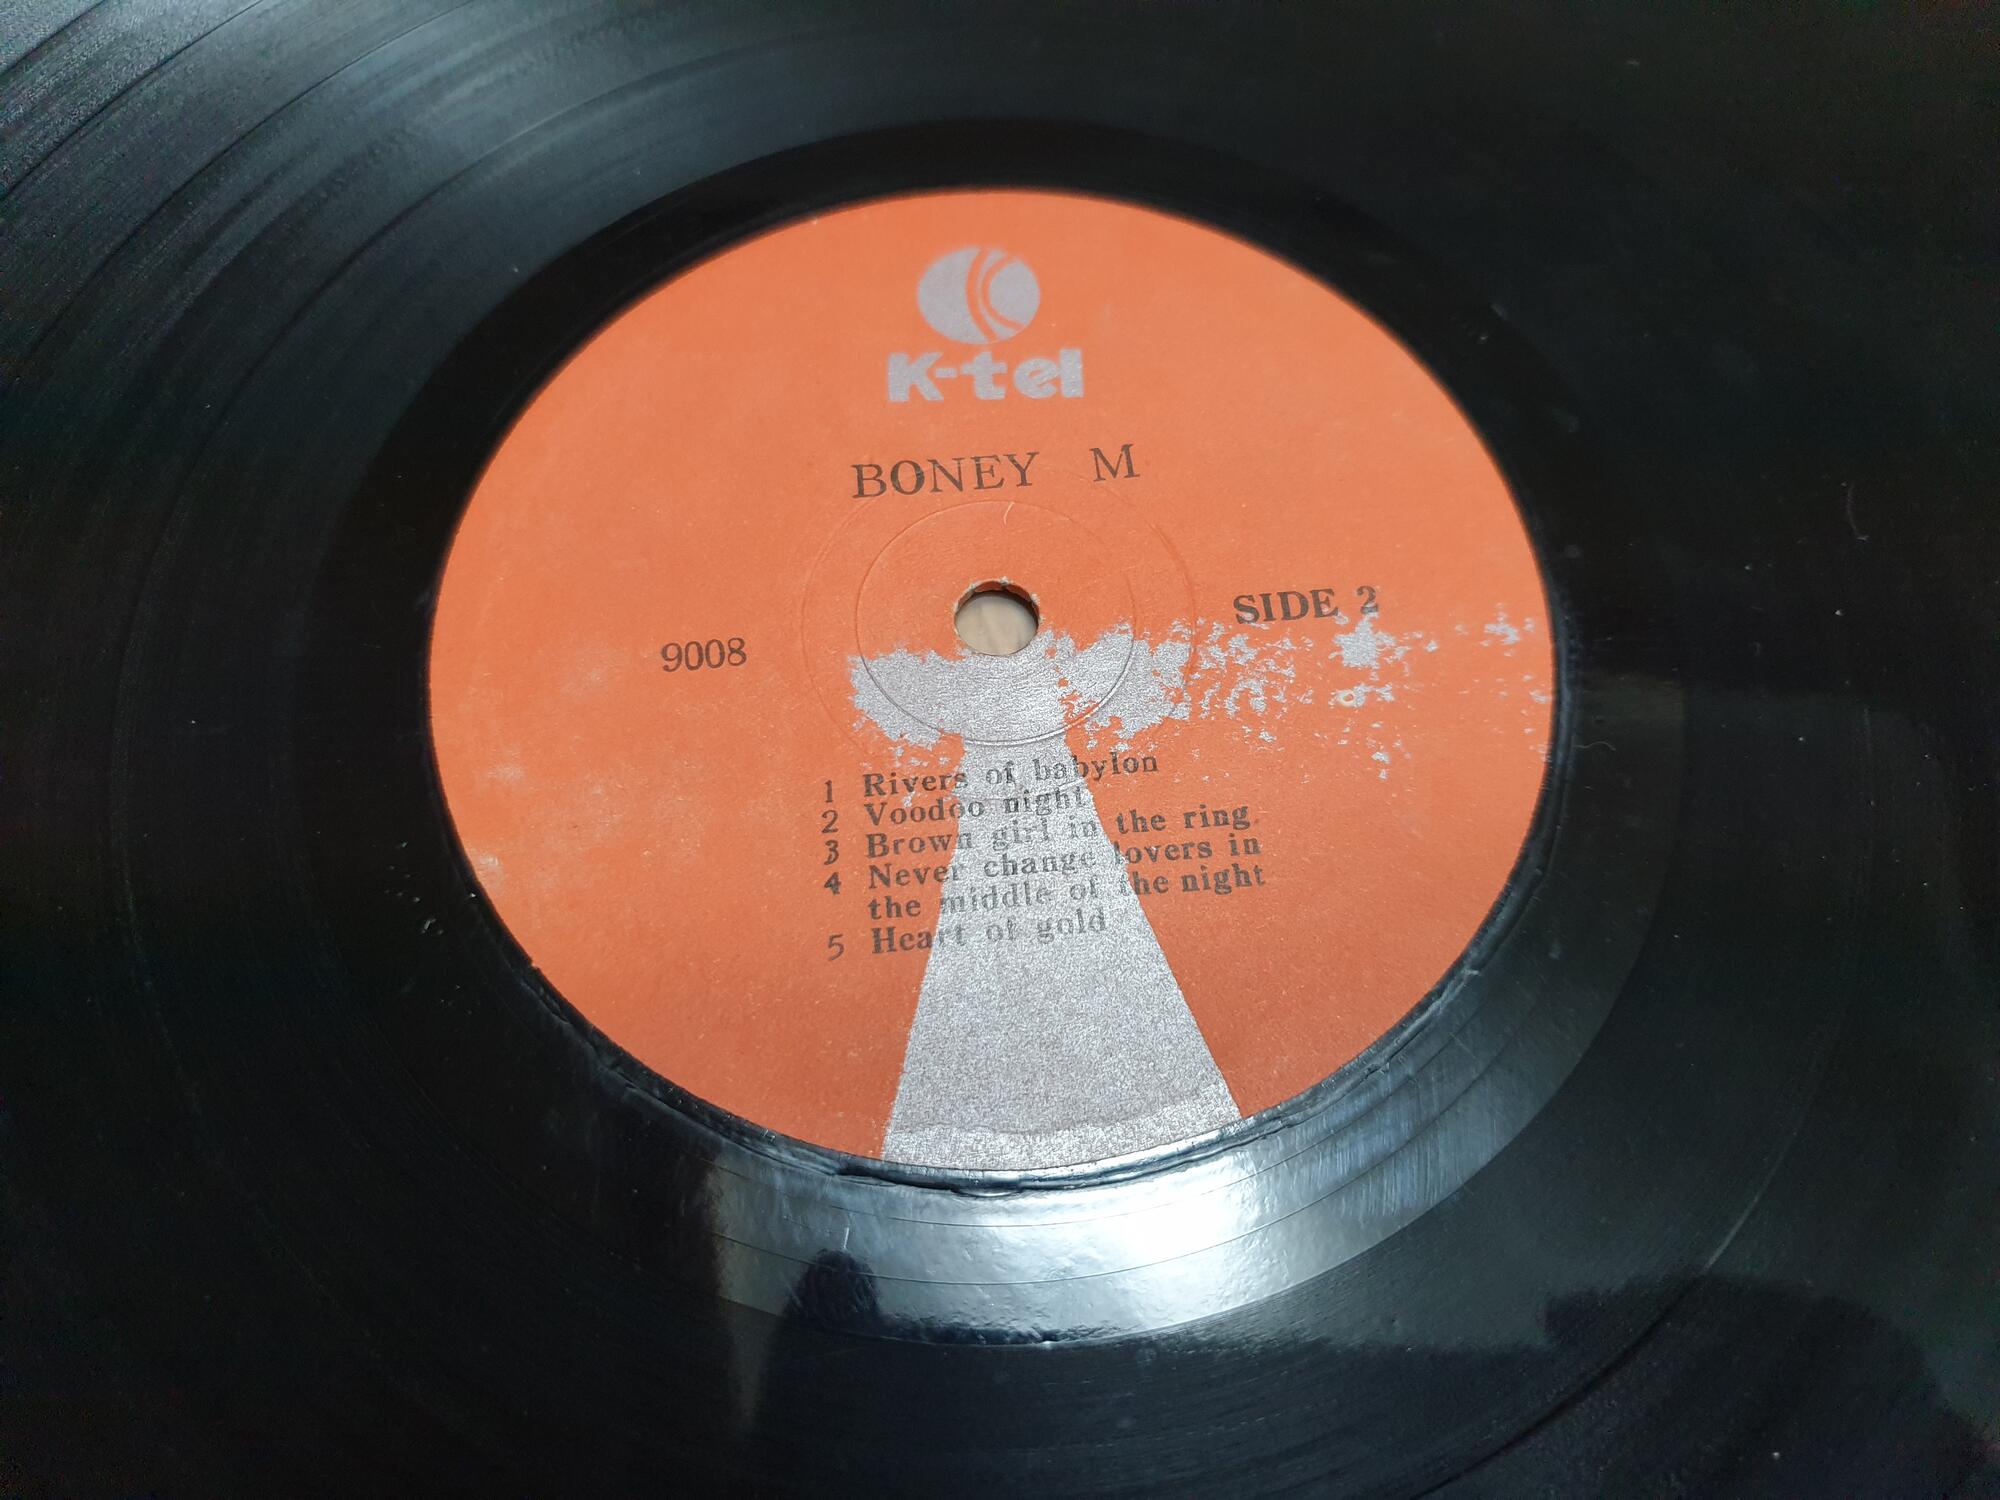 K-tel
BONEY M
SIDE 2
9008
1 Rivers of babylon
2 Voodoo night
3 Brown girl in the ring
4 Never change lovers in
the middle of the night
5 Heart of gold